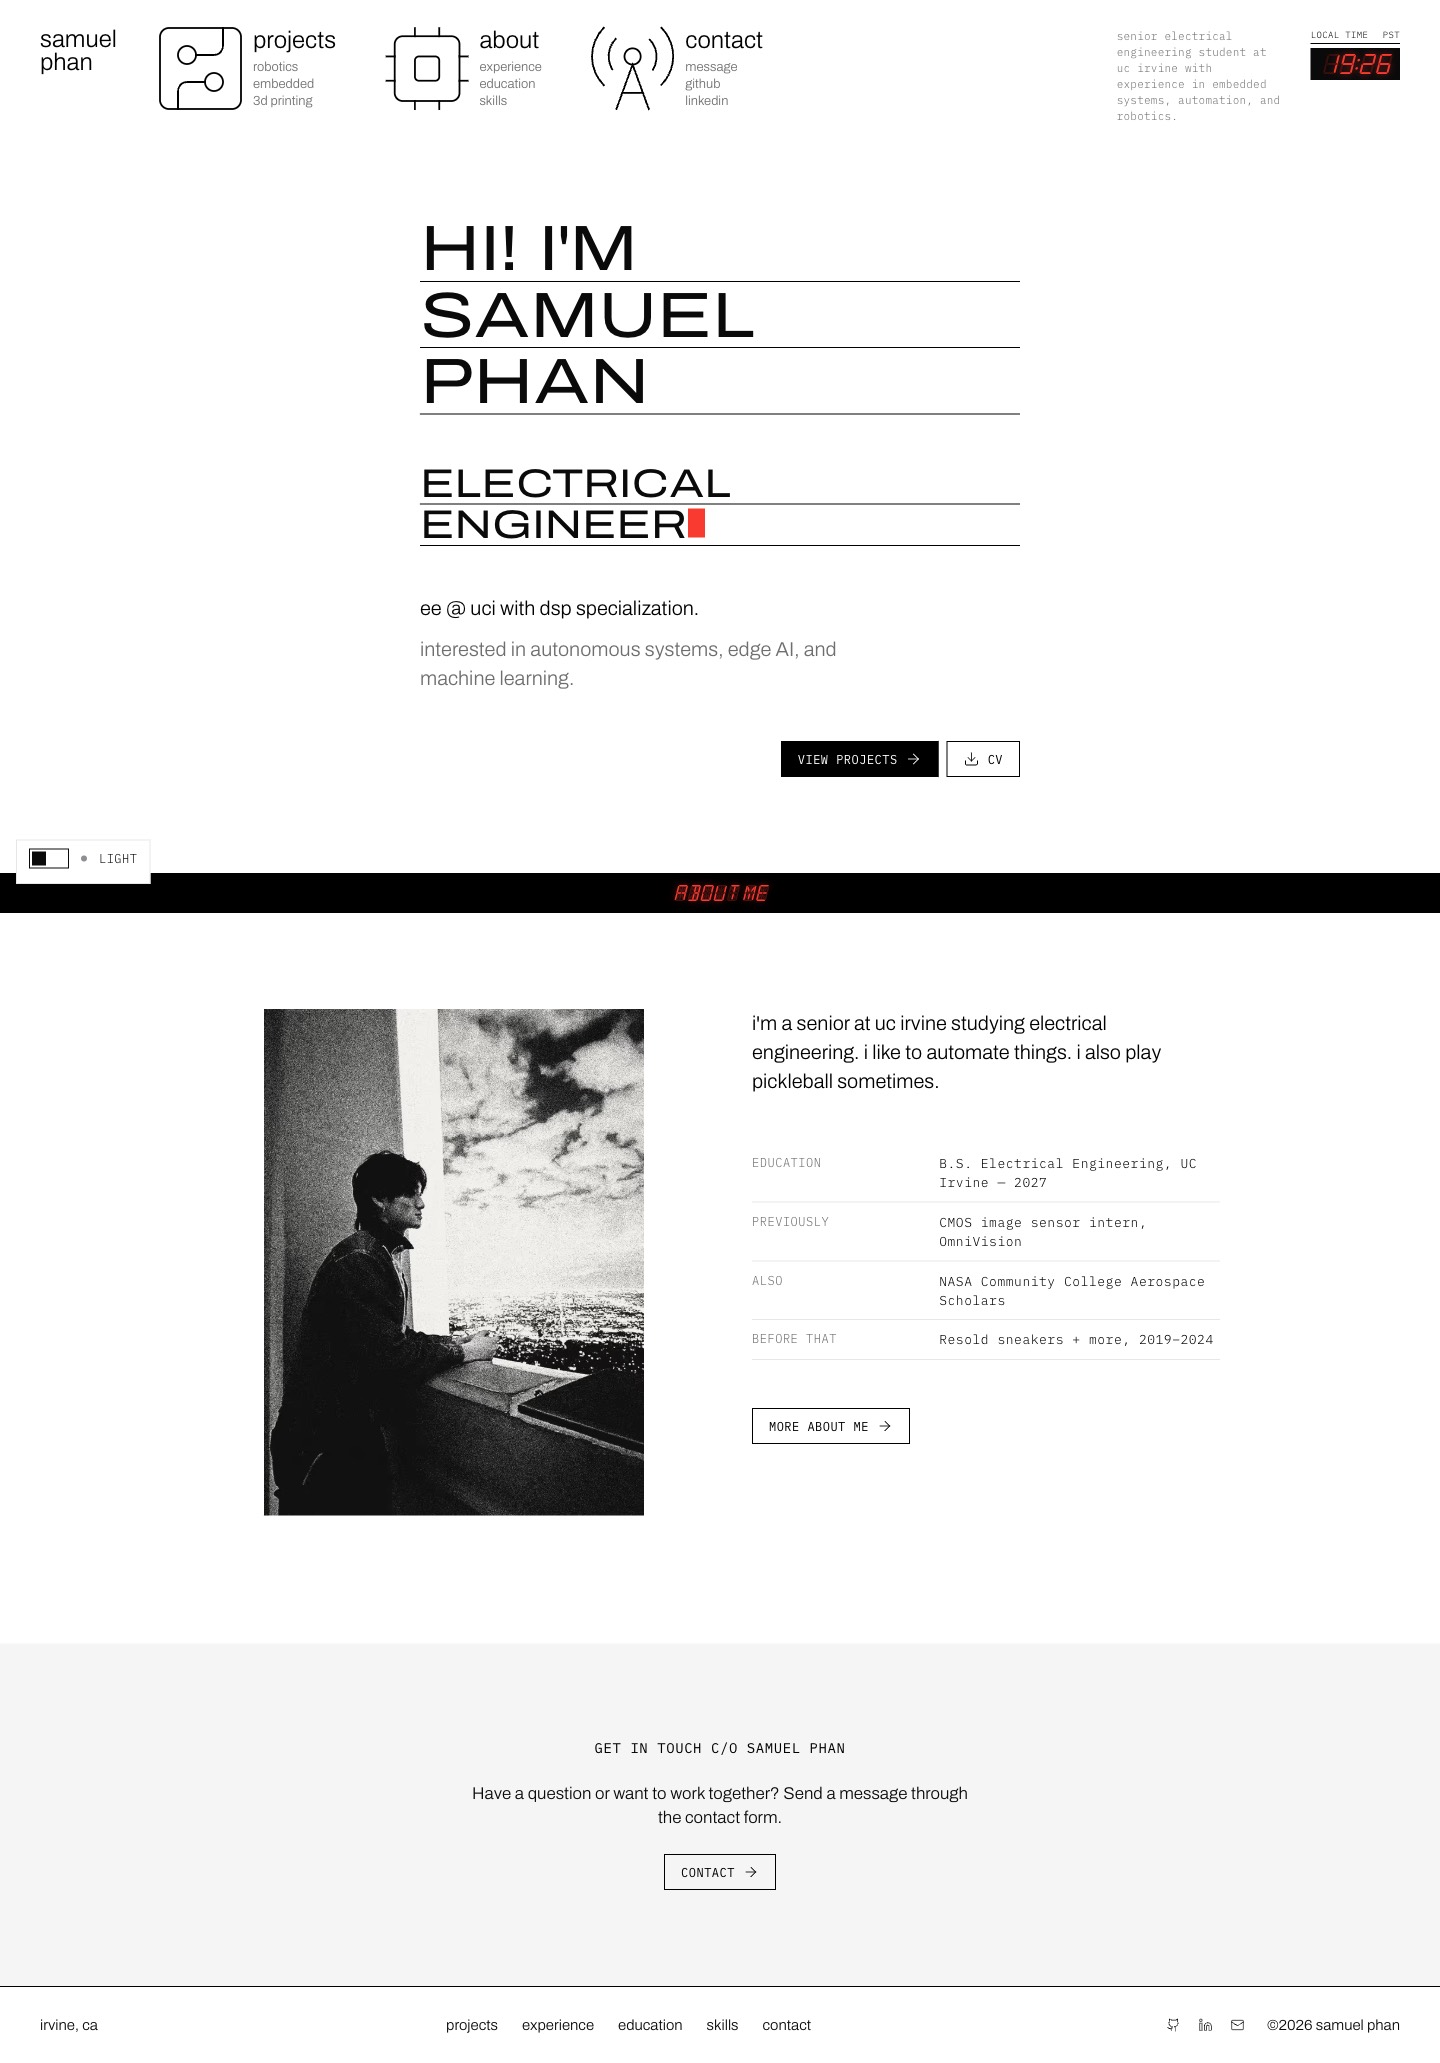 samuel
phan
projects
robotics
embedded
3d printing
about
experience
education
skills
contact
message
github
linkedin
senior electrical
engineering student at
uc irvine with
experience in embedded
systems, automation, and
robotics.
LOCAL TIME PST
19:26
HI! I'M
SAMUEL
PHAN
ELECTRICAL
ENGINEER
ee @ uci with dsp specialization.
interested in autonomous systems, edge AI, and
machine learning.
VIEW PROJECTS →
CV
LIGHT
ABOUT ME
i'm a senior at uc irvine studying electrical
engineering. i like to automate things. i also play
pickleball sometimes.
EDUCATION
B.S. Electrical Engineering, UC
Irvine — 2027
PREVIOUSLY
CMOS image sensor intern,
OmniVision
ALSO
NASA Community College Aerospace
Scholars
BEFORE THAT
Resold sneakers + more, 2019–2024
MORE ABOUT ME →
GET IN TOUCH C/O SAMUEL PHAN
Have a question or want to work together? Send a message through
the contact form.
CONTACT →
irvine, ca
projects experience education skills contact
©2026 samuel phan